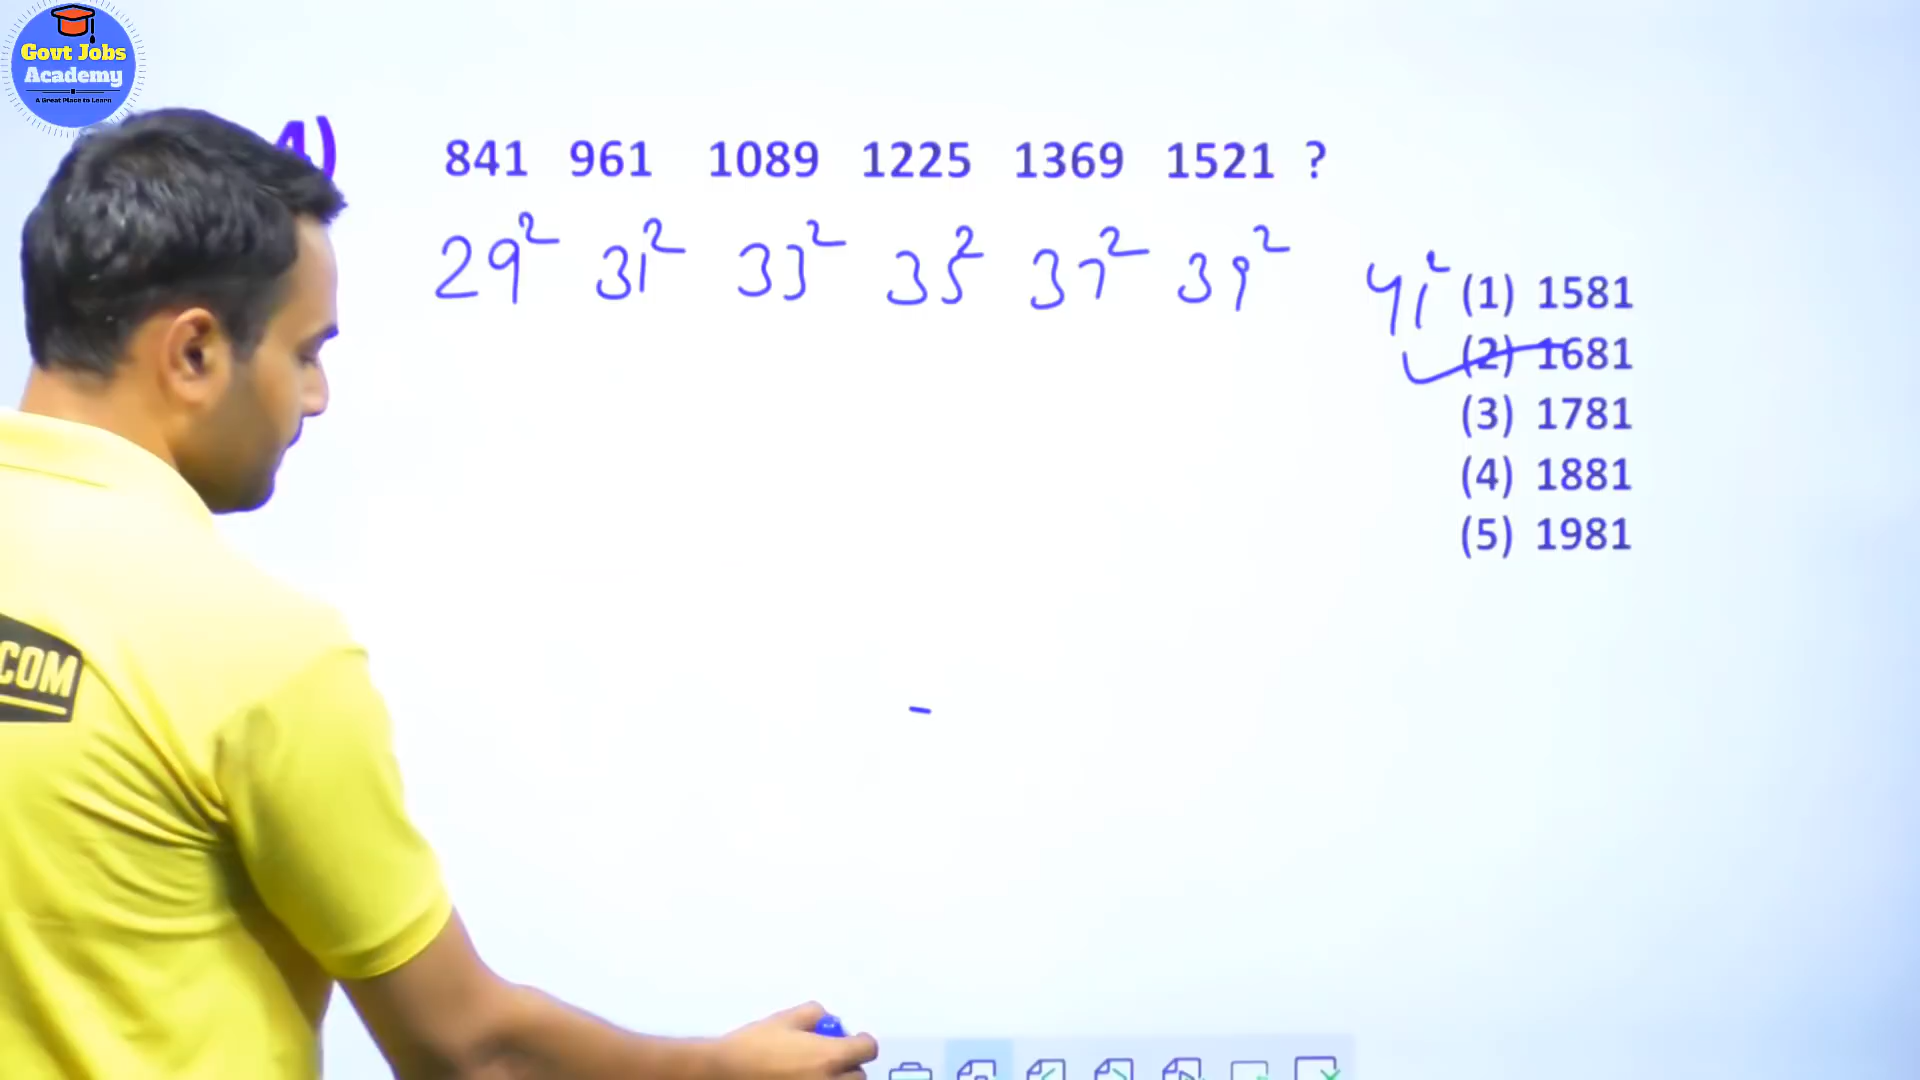 Govt Jobs
Academy
A Great Place to Learn
4) 841 961 1089 1225 1369 1521 ?
29² 31² 33² 35² 37² 39² 41²
(1) 1581
(2) 1681
(3) 1781
(4) 1881
(5) 1981
COM